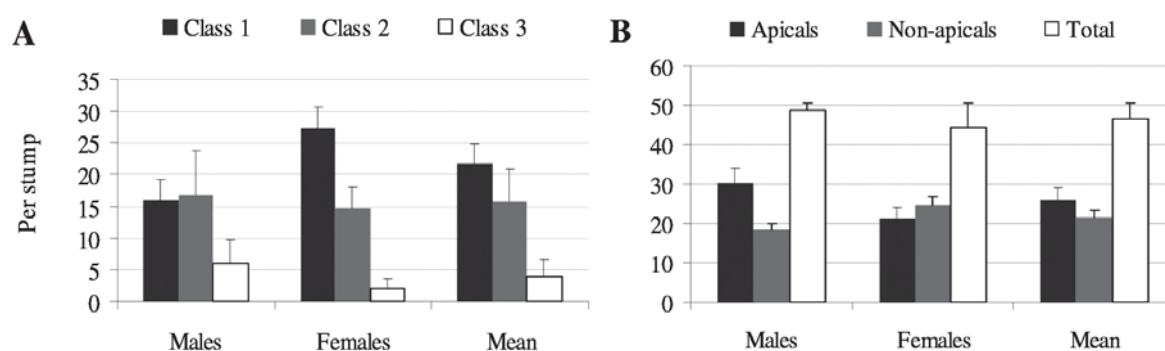 A
Class 1 Class 2 Class 3
Per stump
35
30
25
20
15
10
5
0
Males Females Mean
B
Apicals Non-apicals Total
60
50
40
30
20
10
0
Males Females Mean